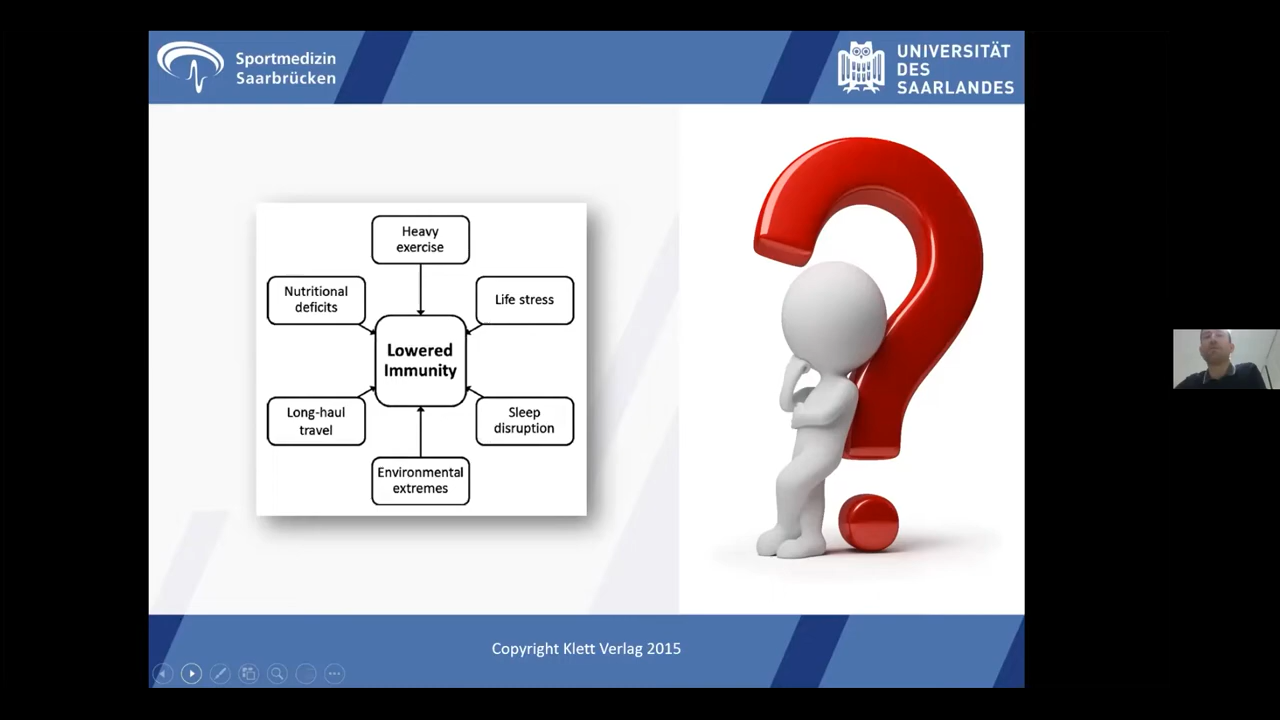 Sportmedizin
Saarbrücken
UNIVERSITÄT
DES
SAARLANDES
Heavy
exercise
Nutritional
deficits
Life stress
Lowered
Immunity
Long-haul
travel
Sleep
disruption
Environmental
extremes
Copyright Klett Verlag 2015